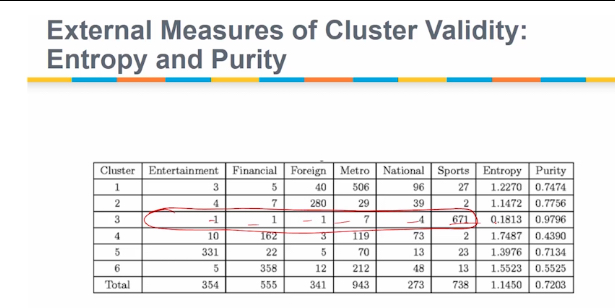 External Measures of Cluster Validity:
Entropy and Purity
Cluster Entertainment Financial Foreign Metro National Sports Entropy Purity
1 3 5 40 506 96 27 1.2270 0.7474
2 4 7 280 29 39 2 1.1472 0.7756
3 1 1 1 7 4 671 0.1813 0.9796
4 10 162 3 119 73 2 1.7487 0.4390
5 331 22 5 70 13 23 1.3976 0.7134
6 5 358 12 212 48 13 1.5523 0.5525
Total 354 555 341 943 273 738 1.1450 0.7203